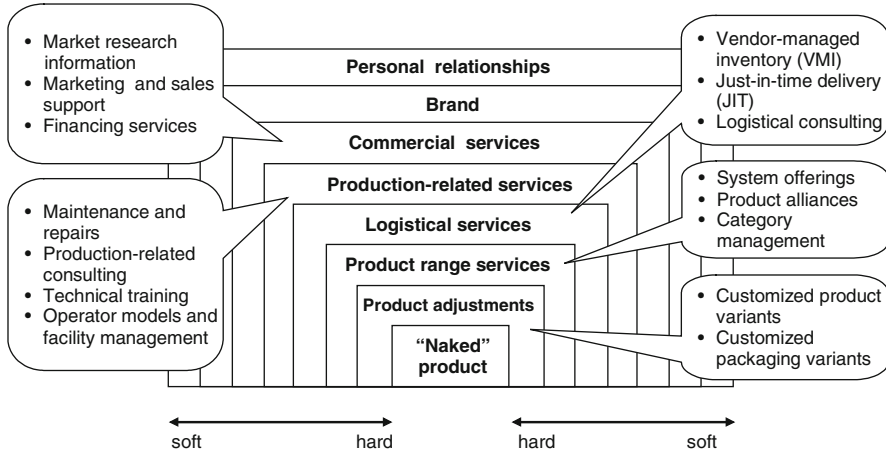 • Market research
information
• Marketing and sales
support
• Financing services
• Maintenance and
repairs
• Production-related
consulting
• Technical training
• Operator models and
facility management
Personal relationships
Brand
Commercial services
Production-related services
Logistical services
Product range services
Product adjustments
“Naked”
product
• Vendor-managed
inventory (VMI)
• Just-in-time delivery
(JIT)
• Logistical consulting
• System offerings
• Product alliances
• Category
management
• Customized product
variants
• Customized
packaging variants
soft hard hard soft